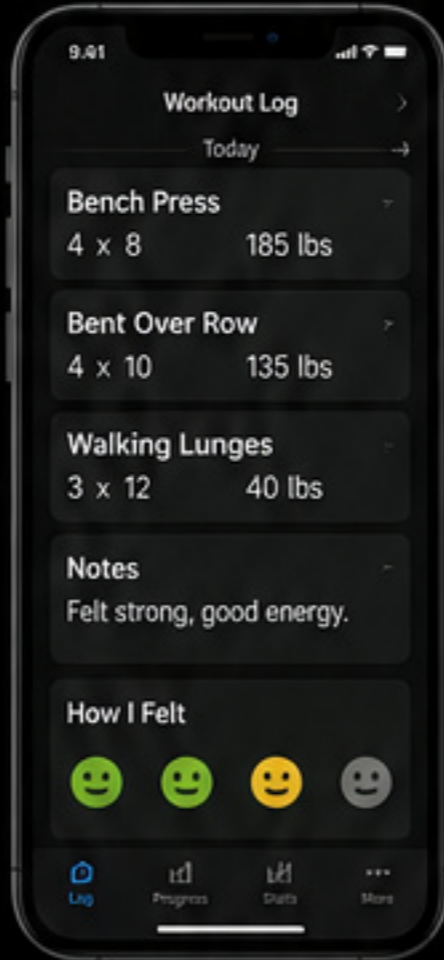 9:41
Workout Log
Today
Bench Press
4 x 8 185 lbs
Bent Over Row
4 x 10 135 lbs
Walking Lunges
3 x 12 40 lbs
Notes
Felt strong, good energy.
How I Felt
Log Progress Stats More